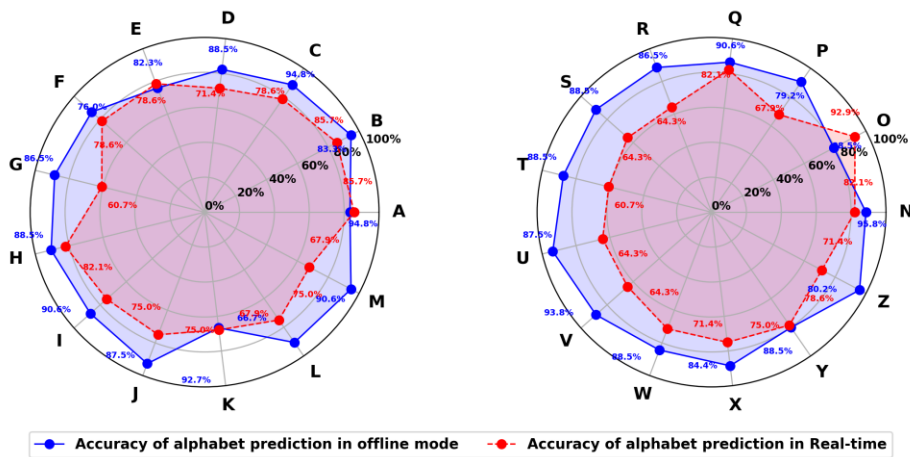 D
Q
E
C
R
P
88.5%
90.6%
82.3%
94.8%
86.5%
F
S
82.1%
79.2%
78.6%
71.4%
78.6%
88.5%
76.0%
B
67.9%
92.9%
O
85.7%
64.3%
100%
100%
78.6%
83.3%
80%
88.5%
80%
64.3%
G
60%
T
60%
86.5%
88.5%
40%
40%
85.7%
82.1%
20%
20%
60.7%
0%
A
60.7%
0%
N
94.8%
95.8%
67.9%
71.4%
H
88.5%
U
87.5%
82.1%
M
64.3%
Z
90.6%
75.0%
64.3%
80.2%
78.6%
90.6%
75.0%
67.9%
66.7%
93.8%
I
75.0%
L
V
71.4%
75.0%
Y
87.5%
88.5%
88.5%
84.4%
92.7%
J
K
W
X
Accuracy of alphabet prediction in offline mode
Accuracy of alphabet prediction in Real-time